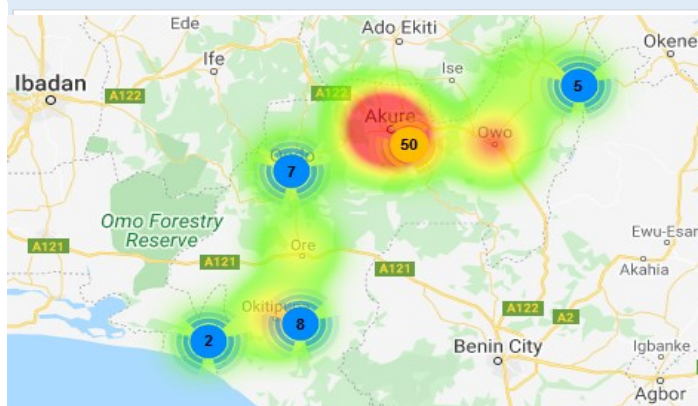 Ede
Ado Ekiti
Okene
Ife
Ise
Ibadan
A122
A122
5
Akure
50
Owo
7
Omo Forestry
Reserve
Ewu-Esan
A121
Ore
A121
A121
Akahia
Okitipupa
8
A122
A2
2
Benin City
Igbanke
Agbor